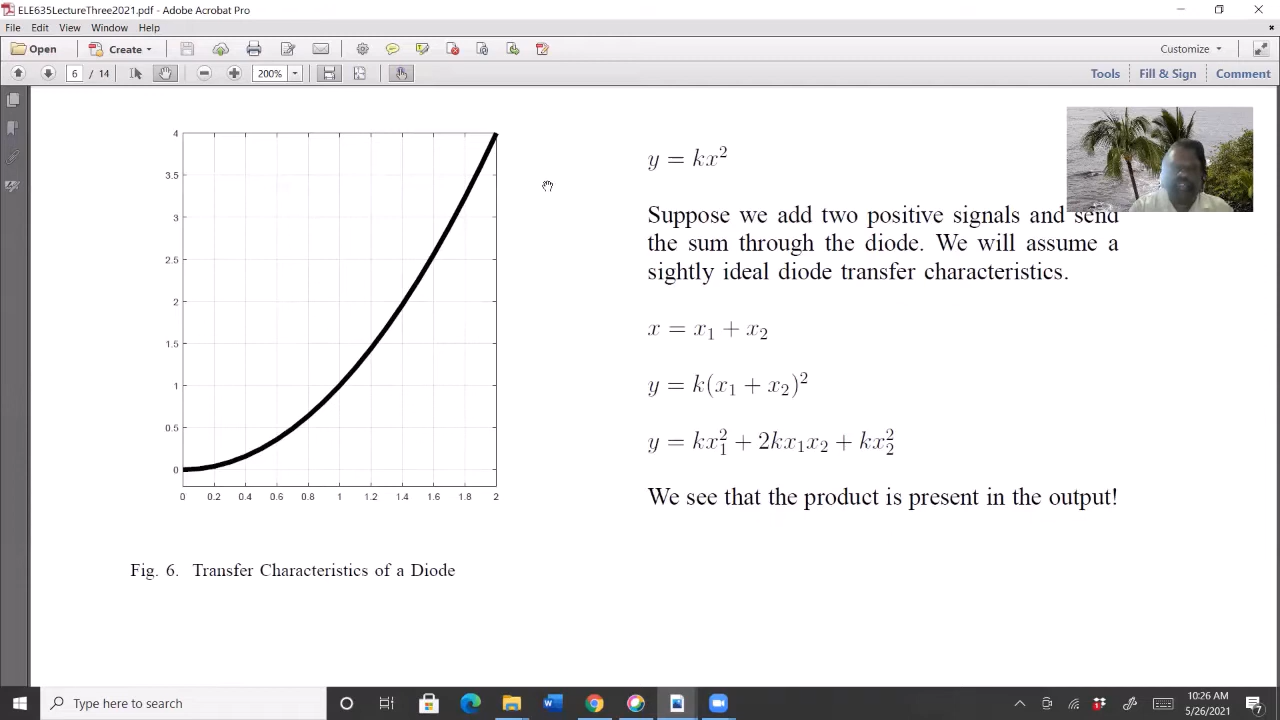 ELE635LectureThree2021.pdf - Adobe Acrobat Pro
File Edit View Window Help
Open Create Customize
6 / 14 200% Tools Fill & Sign Comment
4
3.5
3
2.5
2
1.5
1
0.5
0
0 0.2 0.4 0.6 0.8 1 1.2 1.4 1.6 1.8 2
Fig. 6. Transfer Characteristics of a Diode
y = kx²
Suppose we add two positive signals and send
the sum through the diode. We will assume a
sightly ideal diode transfer characteristics.
x = x₁ + x₂
y = k(x₁ + x₂)²
y = kx₁² + 2kx₁x₂ + kx₂²
We see that the product is present in the output!
Type here to search
10:26 AM
5/26/2021
7